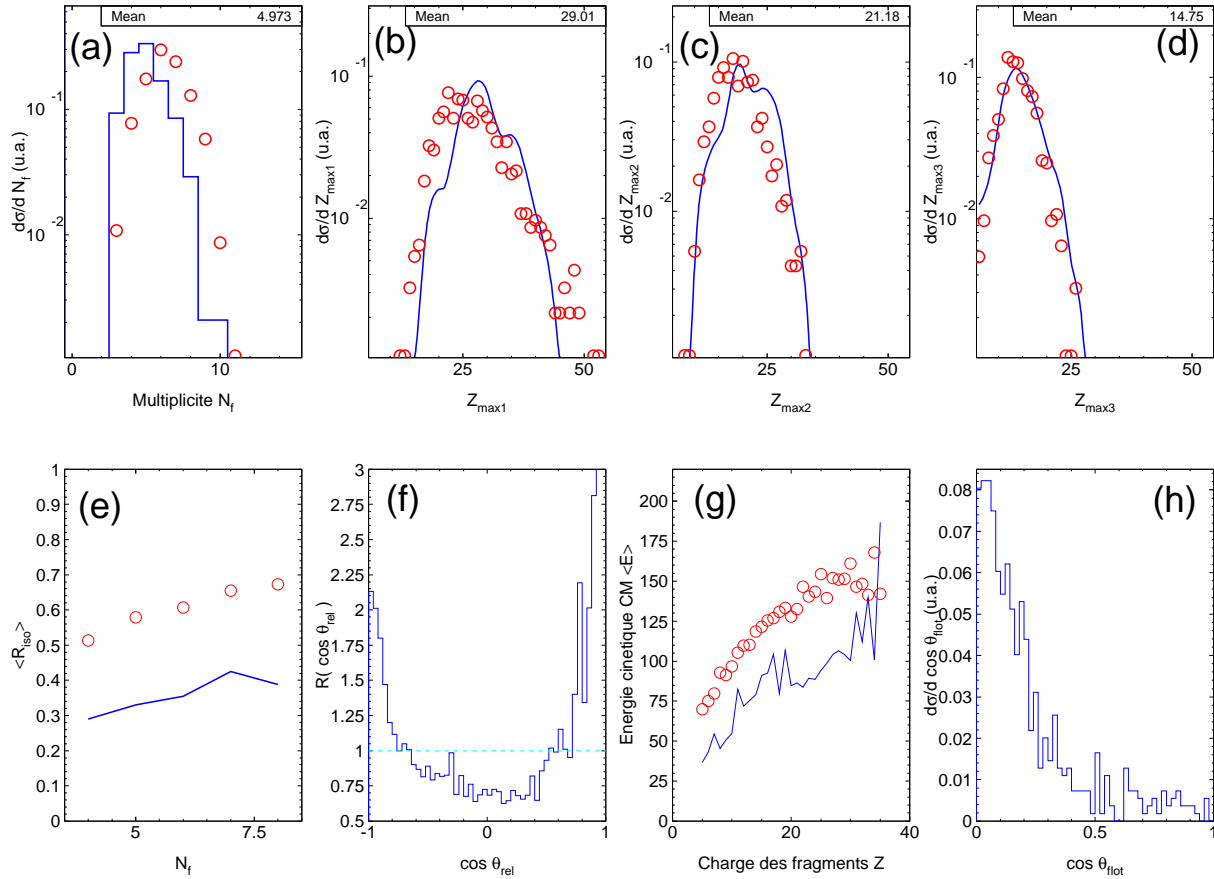 Mean 4.973
(a)
dσ/d N_f (u.a.)
10^-1
10^-2
0 10
Multiplicite N_f
Mean 29.01
(b)
dσ/d Z_max1 (u.a.)
10^-1
10^-2
25 50
Z_max1
Mean 21.18
(c)
dσ/d Z_max2 (u.a.)
10^-1
10^-2
25 50
Z_max2
Mean 14.75
(d)
dσ/d Z_max3 (u.a.)
10^-1
10^-2
25 50
Z_max3
(e)
<R_iso>
1
0.9
0.8
0.7
0.6
0.5
0.4
0.3
0.2
0.1
0
5 7.5
N_f
(f)
R( cos θ_rel )
3
2.75
2.5
2.25
2
1.75
1.5
1.25
1
0.75
0.5
-1 0 1
cos θ_rel
(g)
Energie cinetique CM <E>
200
175
150
125
100
75
50
25
0
0 20 40
Charge des fragments Z
(h)
dσ/d cos θ_flot (u.a.)
0.08
0.07
0.06
0.05
0.04
0.03
0.02
0.01
0
0 0.5 1
cos θ_flot